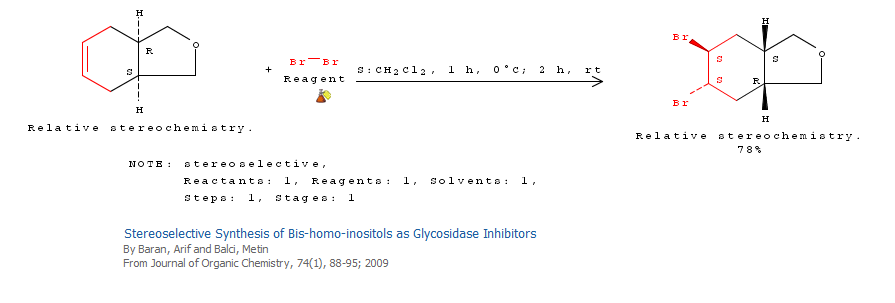 H
H
O
Br
R
S
S
S
S
R
O
+
Br—Br
S:CH2Cl2, 1 h, 0°C; 2 h, rt
Reagent
Br
H
H
H
Relative stereochemistry.
Relative stereochemistry.
78%
NOTE: stereoselective,
Reactants: 1, Reagents: 1, Solvents: 1,
Steps: 1, Stages: 1
Stereoselective Synthesis of Bis-homo-inositols as Glycosidase Inhibitors
By Baran, Arif and Balci, Metin
From Journal of Organic Chemistry, 74(1), 88-95; 2009